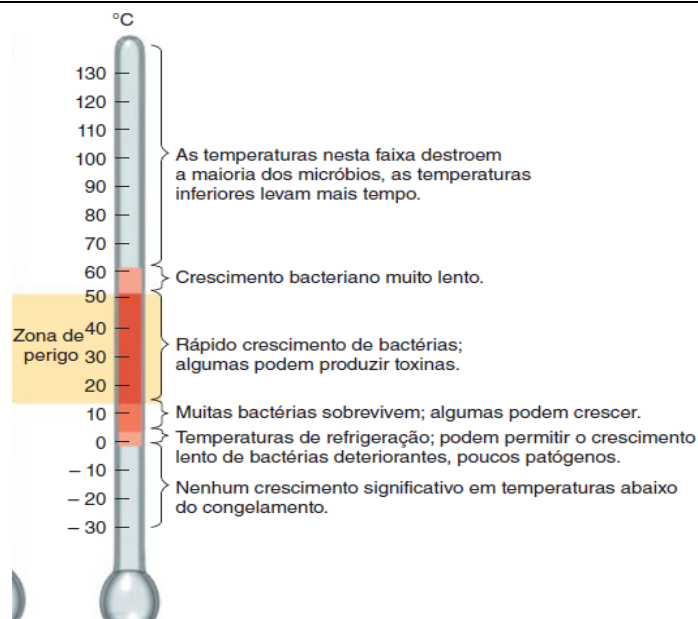 °C
130
120
110
100
90
80
70
60
50
40
30
20
10
0
– 10
– 20
– 30
Zona de
perigo
As temperaturas nesta faixa destroem
a maioria dos micróbios, as temperaturas
inferiores levam mais tempo.
Crescimento bacteriano muito lento.
Rápido crescimento de bactérias;
algumas podem produzir toxinas.
Muitas bactérias sobrevivem; algumas podem crescer.
Temperaturas de refrigeração; podem permitir o crescimento
lento de bactérias deteriorantes, poucos patógenos.
Nenhum crescimento significativo em temperaturas abaixo
do congelamento.